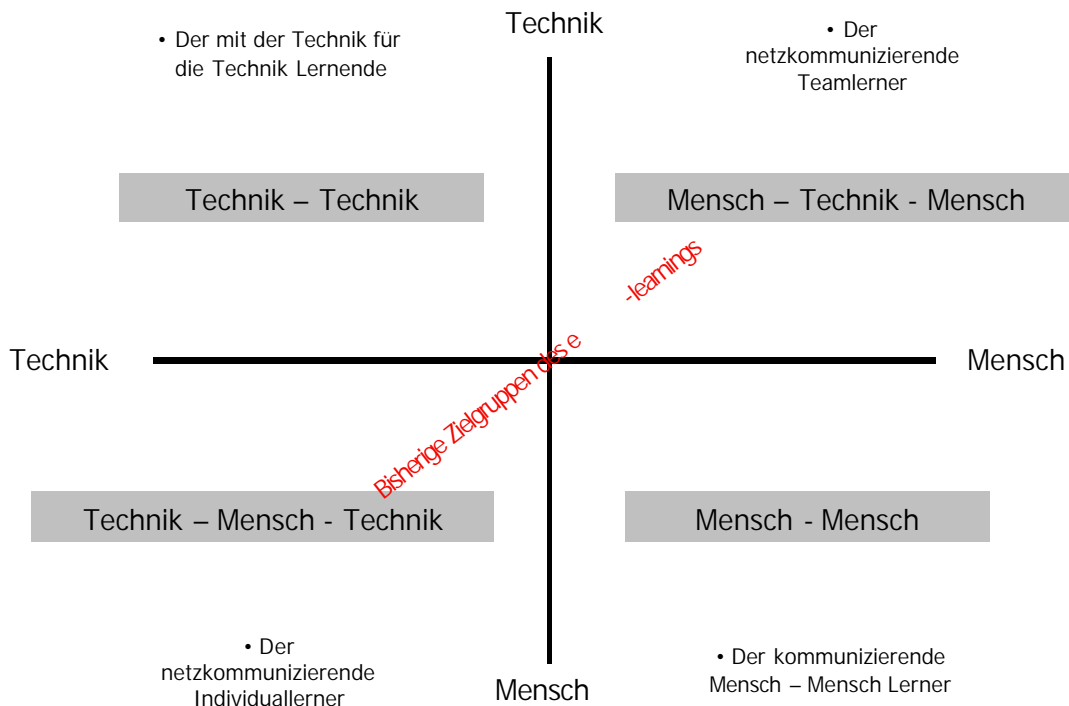 Technik
• Der mit der Technik für
die Technik Lernende
• Der
netzkommunizierende
Teamlerner
Technik – Technik
Mensch – Technik - Mensch
Bisherige Zielgruppen des e -learnings
Technik
Mensch
Technik – Mensch - Technik
Mensch - Mensch
• Der
netzkommunizierende
Individuallerner
Mensch
• Der kommunizierende
Mensch – Mensch Lerner